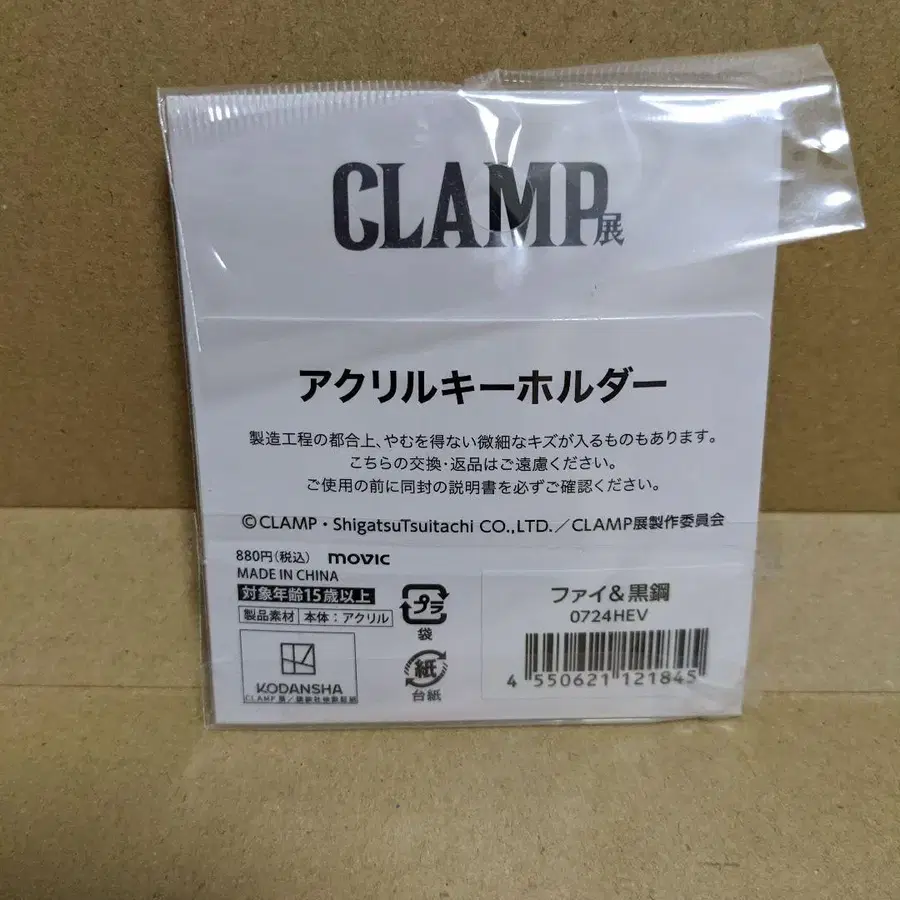 CLAMP展
アクリルキーホルダー
製造工程の都合上、やむを得ない微細なキズが入るものもあります。
こちらの交換・返品はご遠慮ください。
ご使用の前に同封の説明書を必ずご確認ください。
©CLAMP・ShigatsuTsuitachi CO.,LTD.／CLAMP展製作委員会
880円(税込) movic
MADE IN CHINA
対象年齢15歳以上
製品素材 本体：アクリル
プラ
袋
紙
台紙
KODANSHA
ファイ&黒鋼
0724HEV
4 550621 121845